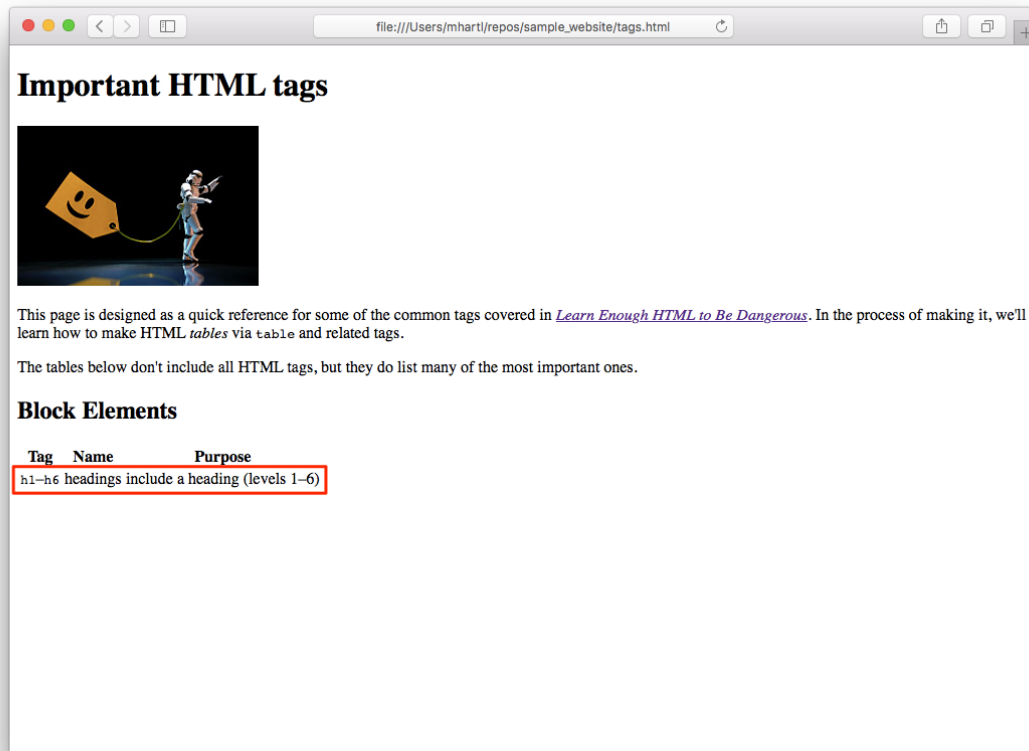 file:///Users/mhartl/repos/sample_website/tags.html
Important HTML tags
This page is designed as a quick reference for some of the common tags covered in Learn Enough HTML to Be Dangerous. In the process of making it, we'll
learn how to make HTML tables via table and related tags.
The tables below don't include all HTML tags, but they do list many of the most important ones.
Block Elements
Tag Name Purpose
h1–h6 headings include a heading (levels 1–6)